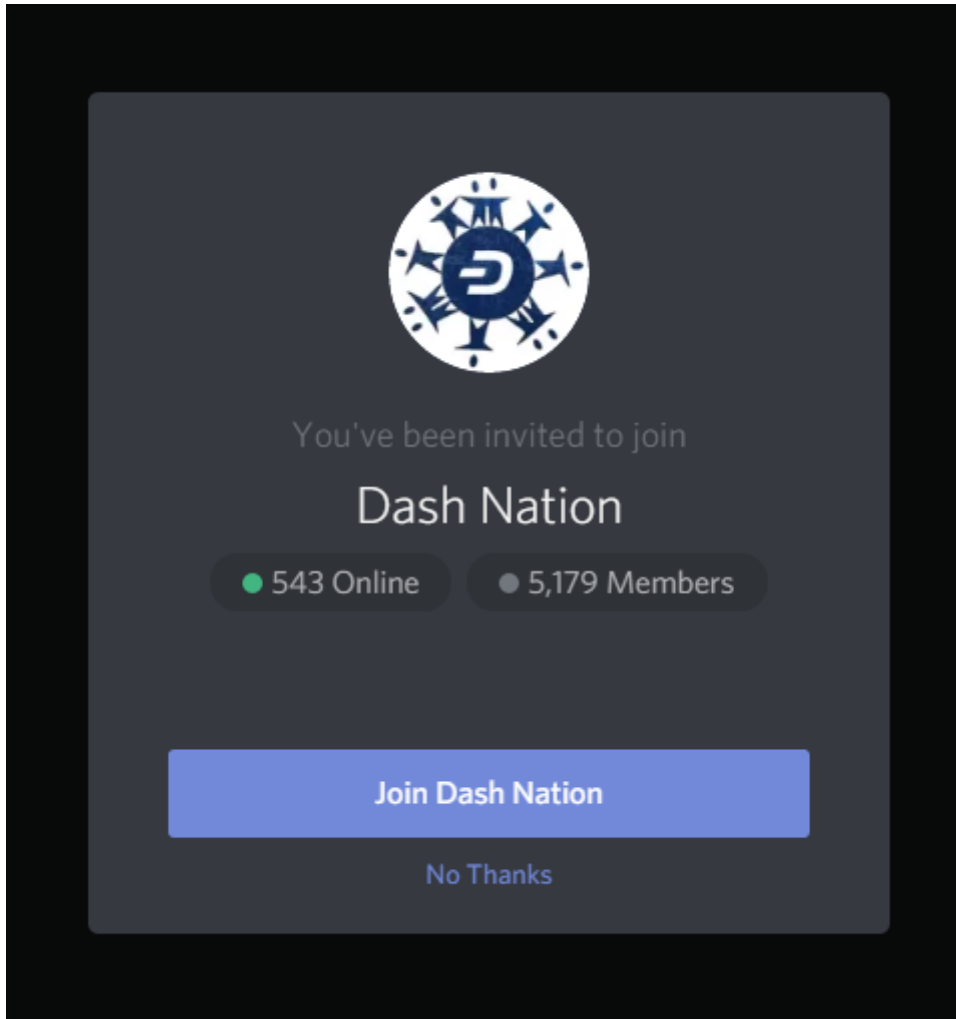 You've been invited to join
Dash Nation
543 Online 5,179 Members
Join Dash Nation
No Thanks